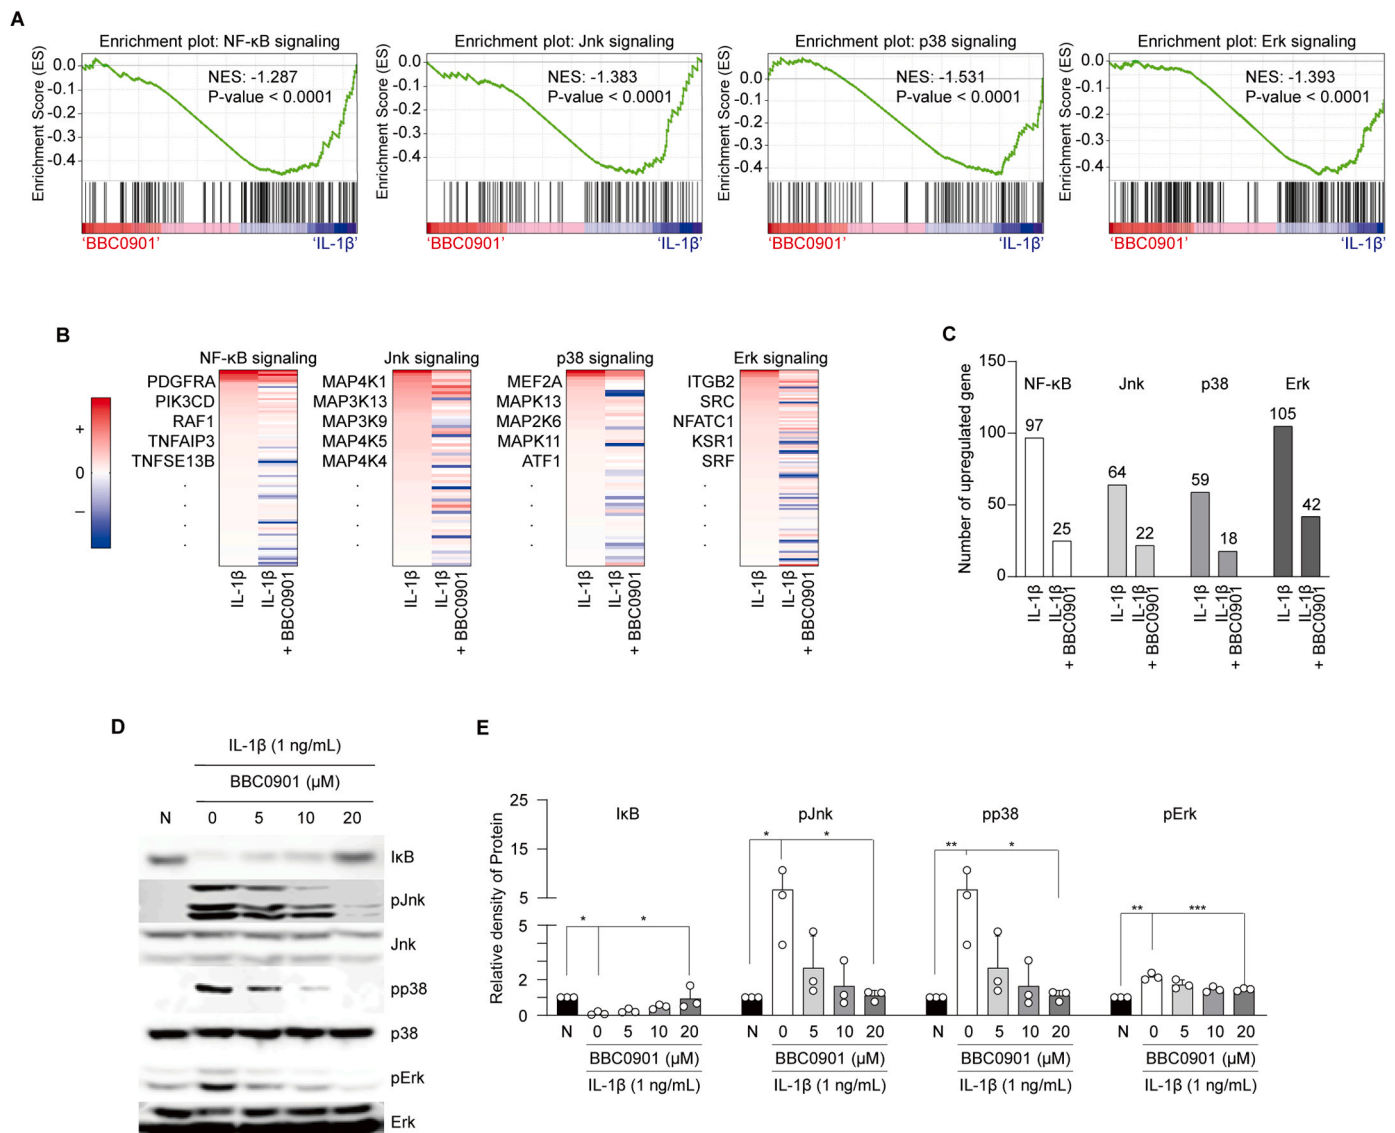 A
Enrichment plot: NF-κB signaling
Enrichment Score (ES)
0.0
-0.1
-0.2
-0.3
-0.4
NES: -1.287
P-value < 0.0001
'BBC0901'
'IL-1β'
Enrichment plot: Jnk signaling
Enrichment Score (ES)
0.0
-0.1
-0.2
-0.3
-0.4
NES: -1.383
P-value < 0.0001
'BBC0901'
'IL-1β'
Enrichment plot: p38 signaling
Enrichment Score (ES)
0.0
-0.1
-0.2
-0.3
-0.4
NES: -1.531
P-value < 0.0001
'BBC0901'
'IL-1β'
Enrichment plot: Erk signaling
Enrichment Score (ES)
0.0
-0.1
-0.2
-0.3
-0.4
NES: -1.393
P-value < 0.0001
'BBC0901'
'IL-1β'
B
+
0
–
NF-κB signaling
PDGFRA
PIK3CD
RAF1
TNFAIP3
TNFSE13B
.
.
.
.
IL-1β
IL-1β
+ BBC0901
Jnk signaling
MAP4K1
MAP3K13
MAP3K9
MAP4K5
MAP4K4
.
.
.
.
IL-1β
IL-1β
+ BBC0901
p38 signaling
MEF2A
MAPK13
MAP2K6
MAPK11
ATF1
.
.
.
.
IL-1β
IL-1β
+ BBC0901
Erk signaling
ITGB2
SRC
NFATC1
KSR1
SRF
.
.
.
.
IL-1β
IL-1β
+ BBC0901
C
Number of upregulated gene
150
100
50
0
NF-κB
Jnk
p38
Erk
97
25
64
22
59
18
105
42
IL-1β
IL-1β
+ BBC0901
IL-1β
IL-1β
+ BBC0901
IL-1β
IL-1β
+ BBC0901
IL-1β
IL-1β
+ BBC0901
D
IL-1β (1 ng/mL)
BBC0901 (μM)
N 0 5 10 20
IκB
pJnk
Jnk
pp38
p38
pErk
Erk
E
Relative density of Protein
25
15
5
5
2
0
IκB
* *
N 0 5 10 20
BBC0901 (μM)
IL-1β (1 ng/mL)
pJnk
* *
N 0 5 10 20
BBC0901 (μM)
IL-1β (1 ng/mL)
pp38
** *
N 0 5 10 20
BBC0901 (μM)
IL-1β (1 ng/mL)
pErk
** ***
N 0 5 10 20
BBC0901 (μM)
IL-1β (1 ng/mL)